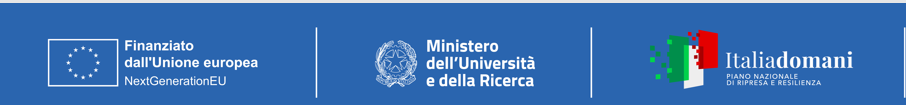 Finanziato
dall'Unione europea
NextGenerationEU
Ministero
dell'Università
e della Ricerca
Italiadomani
PIANO NAZIONALE
DI RIPRESA E RESILIENZA